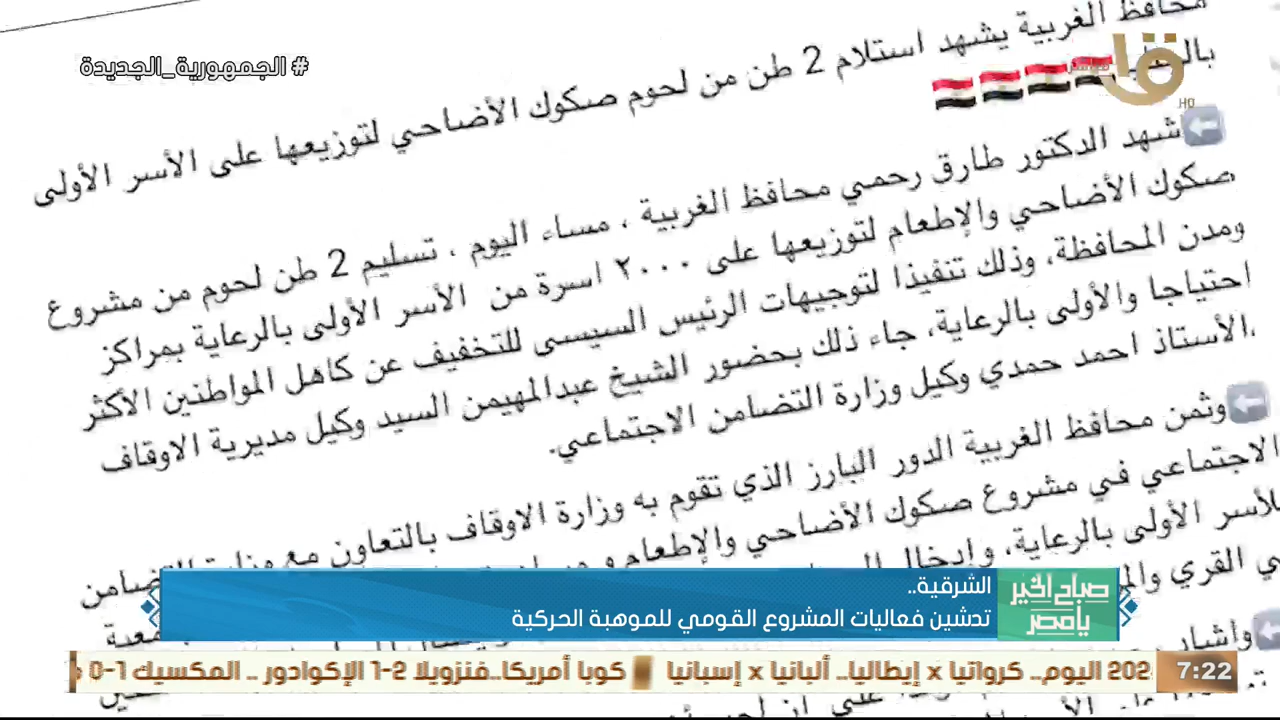 #الجمهورية_الجديدة
محافظ الغربية يشهد استلام 2 طن من لحوم صكوك الأضاحي لتوزيعها على الأسر الأولى
شهد الدكتور طارق رحمي محافظ الغربية ، مساء اليوم ، تسليم 2 طن لحوم من مشروع
صكوك الأضاحي والإطعام لتوزيعها على ٢٠٠٠ اسرة من الأسر الأولى بالرعاية بمراكز
ومدن المحافظة، وذلك تنفيذا لتوجيهات الرئيس السيسى للتخفيف عن كاهل المواطنين الأكثر
احتياجا والأولى بالرعاية، جاء ذلك بحضور الشيخ عبدالمهيمن السيد وكيل مديرية الاوقاف
،الأستاذ احمد حمدي وكيل وزارة التضامن الاجتماعي.
وثمن محافظ الغربية الدور البارز الذي تقوم به وزارة الاوقاف بالتعاون مع وزارة التضامن
الاجتماعي في مشروع صكوك الأضاحي والإطعام و
للأسر الأولى بالرعاية، وإدخال
القري
وأشار
الشرقية..
تدشين فعاليات المشروع القومي للموهبة الحركية
صباح الخير
يا مصر
اليوم.. كرواتيا x إيطاليا.. ألبانيا x إسبانيا
كوبا أمريكا..فنزويلا 2-1 الإكوادور .. المكسيك 1-0
7:22